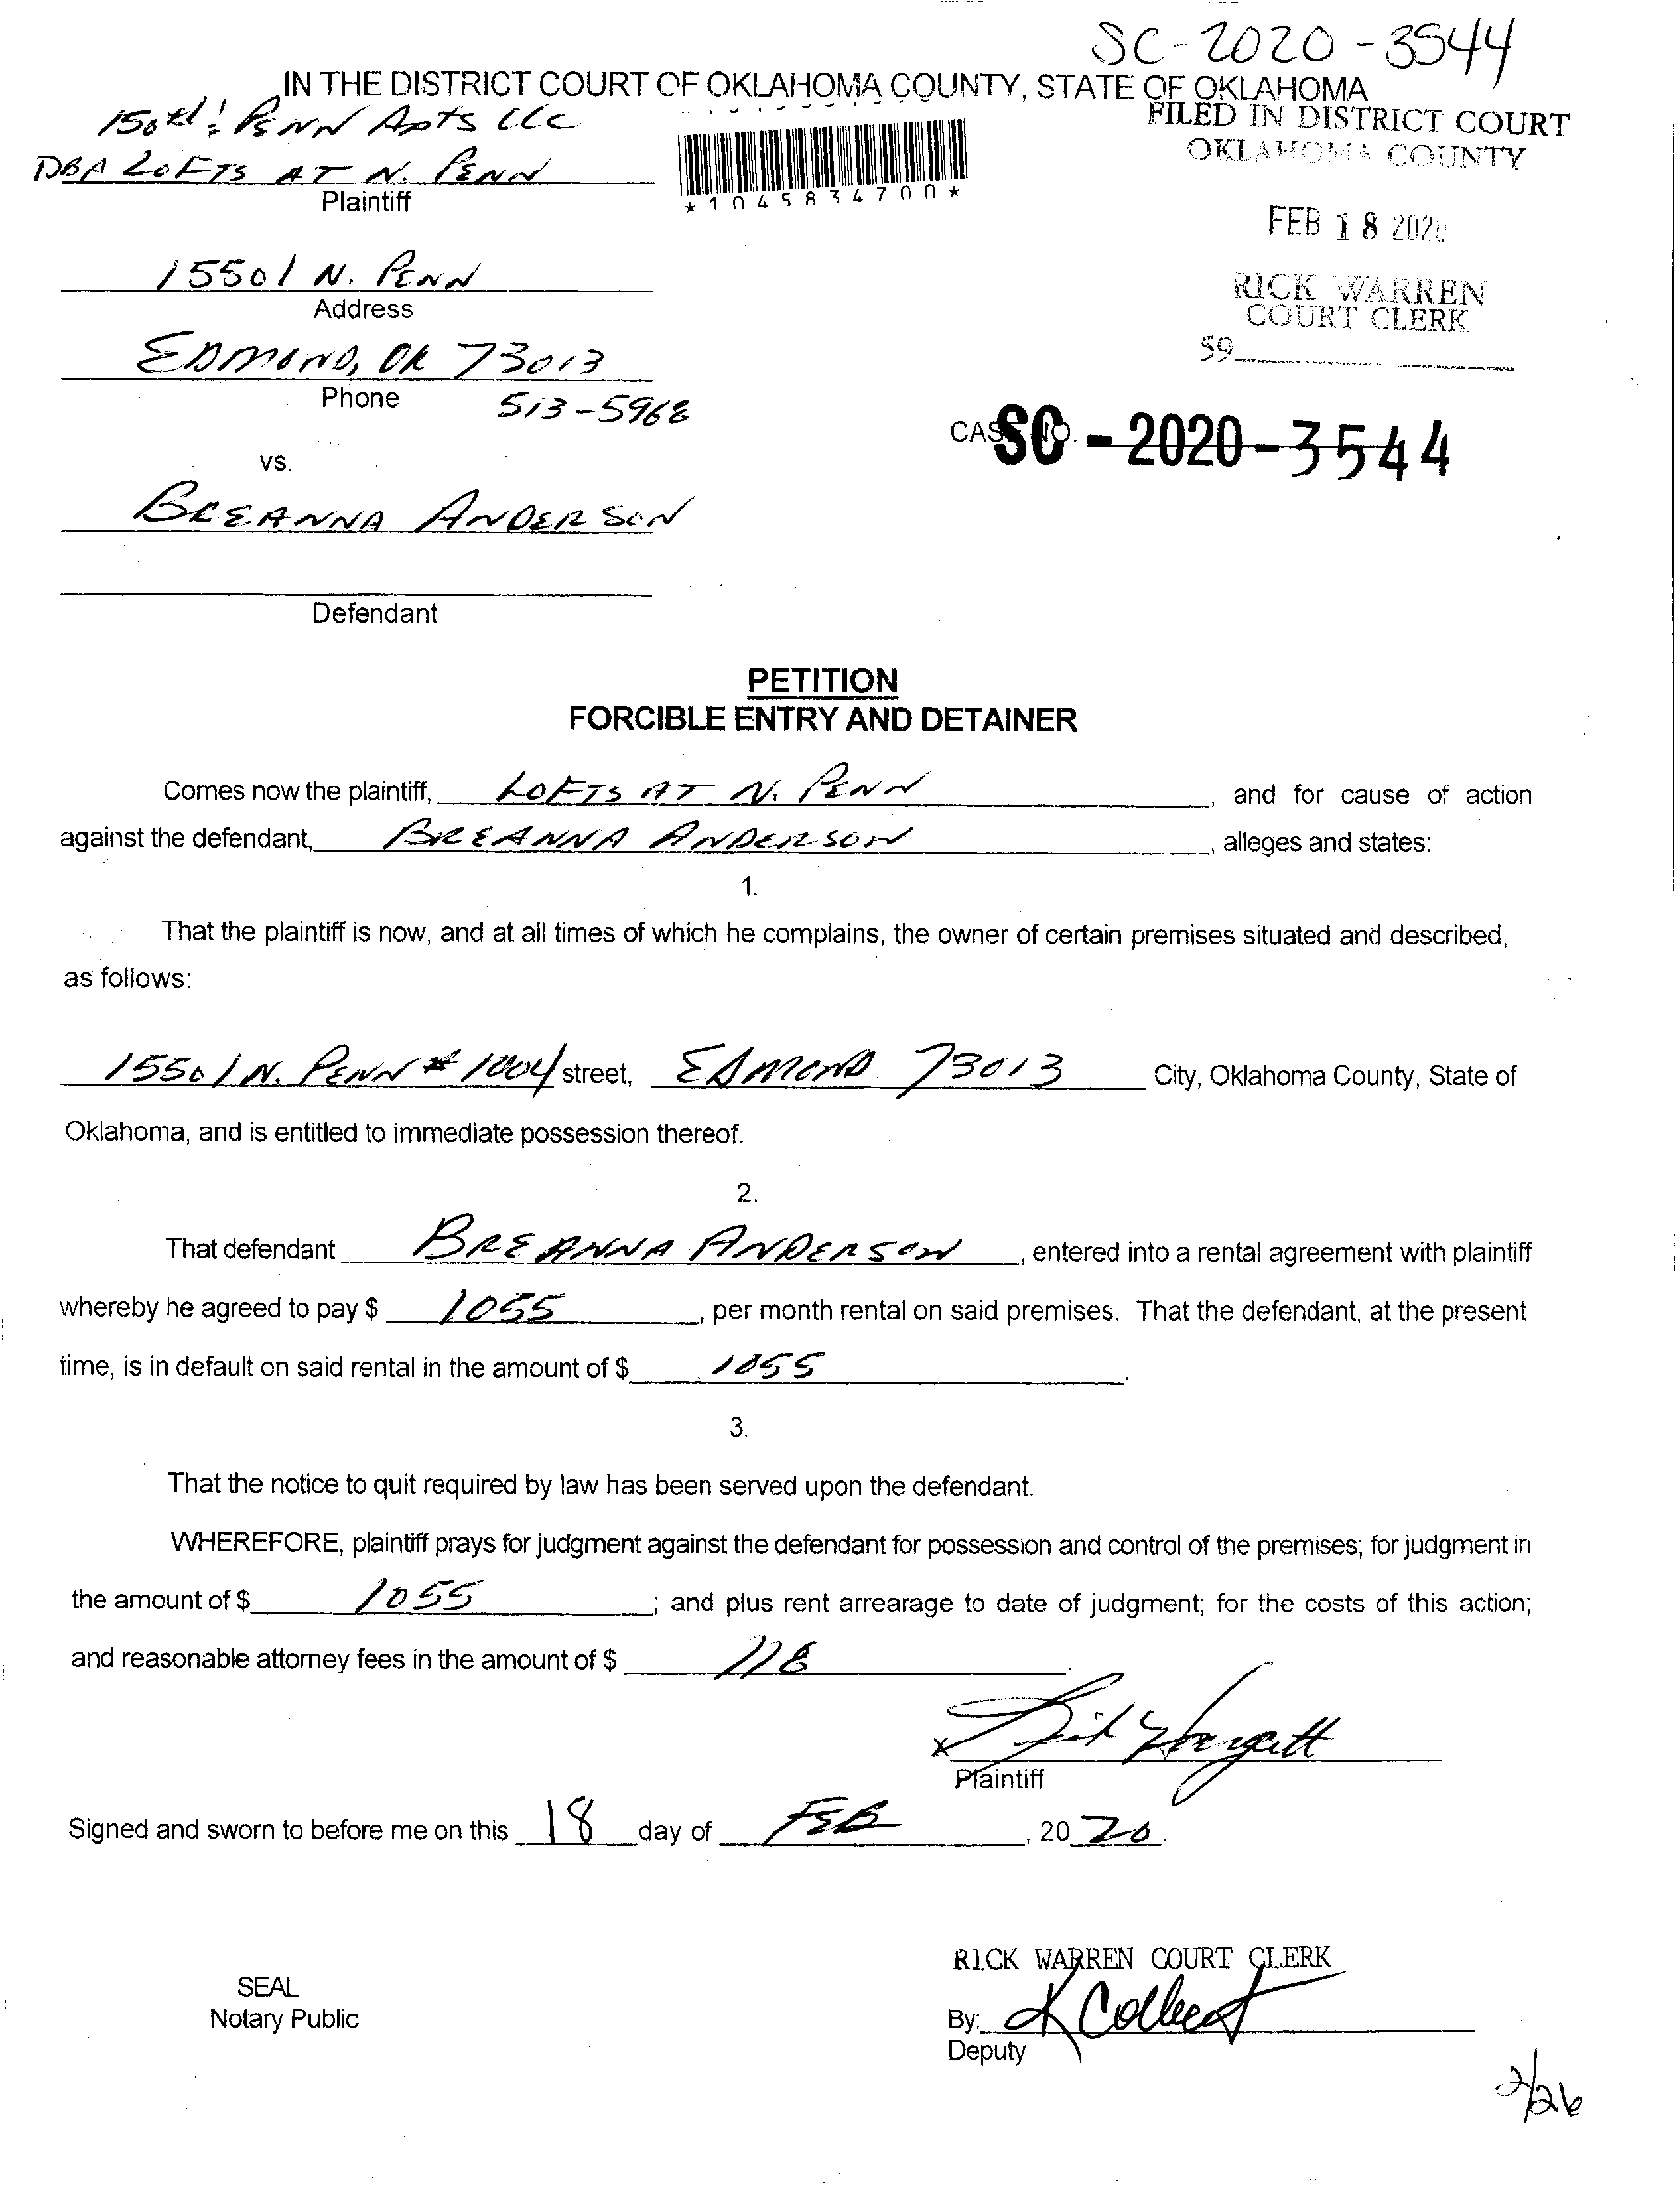 SC-2020-3544
IN THE DISTRICT COURT OF OKLAHOMA COUNTY, STATE OF OKLAHOMA
FILED IN DISTRICT COURT
OKLAHOMA COUNTY
PENN Apts LLC
DBA LOFTS AT N. PENN
Plaintiff
*1045834700*
FEB 18 2020
15501 N. PENN
Address
RICK WARREN
COURT CLERK
59
EDMOND, OK 73013
Phone 513-5968
CASE NO. SC-2020-3544
vs.
BREANNA ANDERSON
Defendant
PETITION
FORCIBLE ENTRY AND DETAINER
Comes now the plaintiff, LOFTS AT N. PENN, and for cause of action
against the defendant, BREANNA ANDERSON, alleges and states:
1.
That the plaintiff is now, and at all times of which he complains, the owner of certain premises situated and described,
as follows:
15501 N. PENN # 1004 street, EDMOND 73013 City, Oklahoma County, State of
Oklahoma, and is entitled to immediate possession thereof.
2.
That defendant BREANNA ANDERSON, entered into a rental agreement with plaintiff
whereby he agreed to pay $ 1055, per month rental on said premises. That the defendant, at the present
time, is in default on said rental in the amount of $ 1055.
3.
That the notice to quit required by law has been served upon the defendant.
WHEREFORE, plaintiff prays for judgment against the defendant for possession and control of the premises; for judgment in
the amount of $ 1055; and plus rent arrearage to date of judgment; for the costs of this action;
and reasonable attorney fees in the amount of $ 118
x
Plaintiff
Signed and sworn to before me on this 18 day of FEB, 2020.
RICK WARREN COURT CLERK
SEAL
Notary Public
By: K Colbert
Deputy
2/26